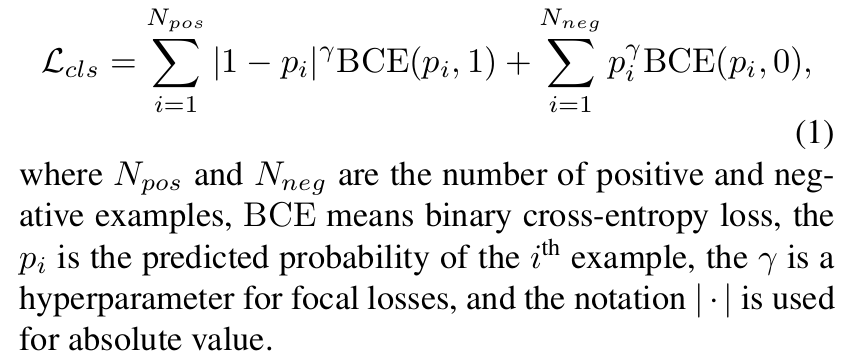 $$\mathcal{L}_{cls} = \sum_{i=1}^{N_{pos}} |1 - p_i|^{\gamma} \mathrm{BCE}(p_i, 1) + \sum_{i=1}^{N_{neg}} p_i^{\gamma} \mathrm{BCE}(p_i, 0),$$
(1)
where $N_{pos}$ and $N_{neg}$ are the number of positive and neg-
ative examples, BCE means binary cross-entropy loss, the
$p_i$ is the predicted probability of the $i^{\text{th}}$ example, the $\gamma$ is a
hyperparameter for focal losses, and the notation $|\cdot|$ is used
for absolute value.